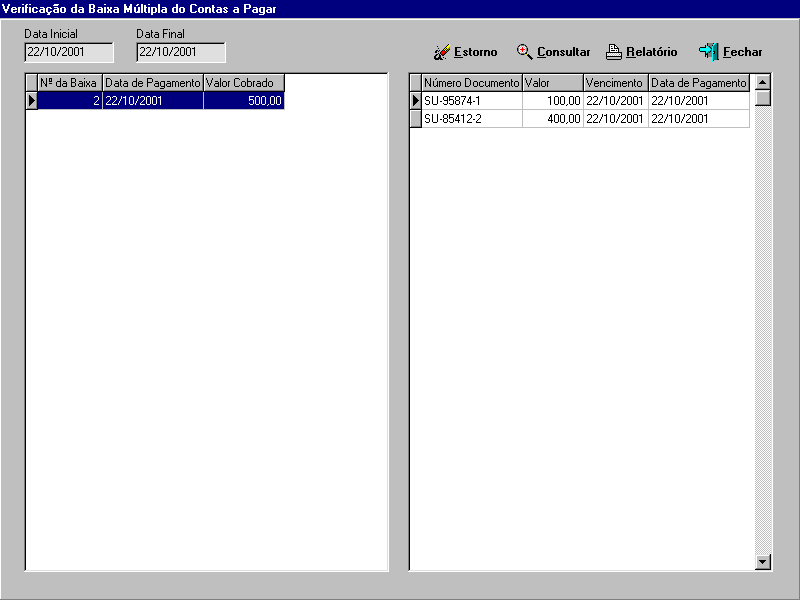 Verificação da Baixa Múltipla do Contas a Pagar
Data Inicial Data Final
22/10/2001 22/10/2001
Estorno Consultar Relatório Fechar
Nº da Baixa Data de Pagamento Valor Cobrado
2 22/10/2001 500,00
Número Documento Valor Vencimento Data de Pagamento
SU-95874-1 100,00 22/10/2001 22/10/2001
SU-85412-2 400,00 22/10/2001 22/10/2001